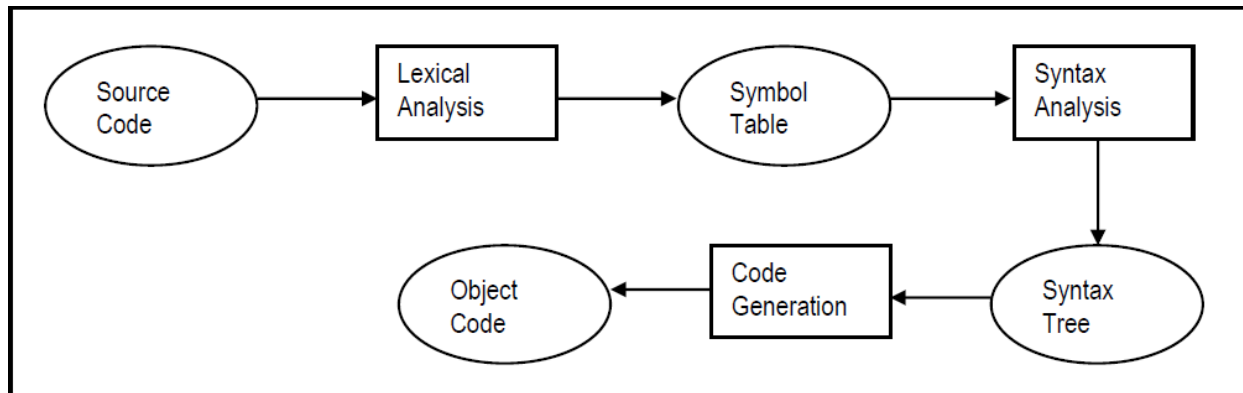 Source
Code
Lexical
Analysis
Symbol
Table
Syntax
Analysis
Object
Code
Code
Generation
Syntax
Tree